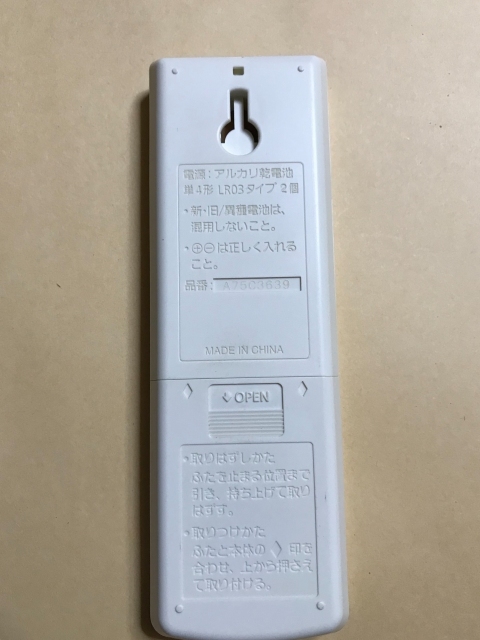 電源：アルカリ乾電池
単4形 LR03タイプ 2個
・新・旧/異種電池は、
混用しないこと。
・⊕⊖は正しく入れる
こと。
品番：A75C3639
MADE IN CHINA
OPEN
・取りはずしかた
ふたを止まる位置まで
引き、持ち上げて取り
はずす。
・取りつけかた
ふたと本体の 〉印を
合わせ、上から押さえ
て取り付ける。